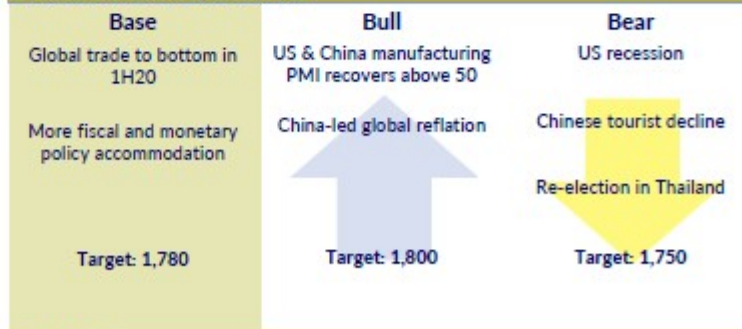 Base
Global trade to bottom in
1H20
More fiscal and monetary
policy accommodation
Target: 1,780
Bull
US & China manufacturing
PMI recovers above 50
China-led global reflation
Target: 1,800
Bear
US recession
Chinese tourist decline
Re-election in Thailand
Target: 1,750